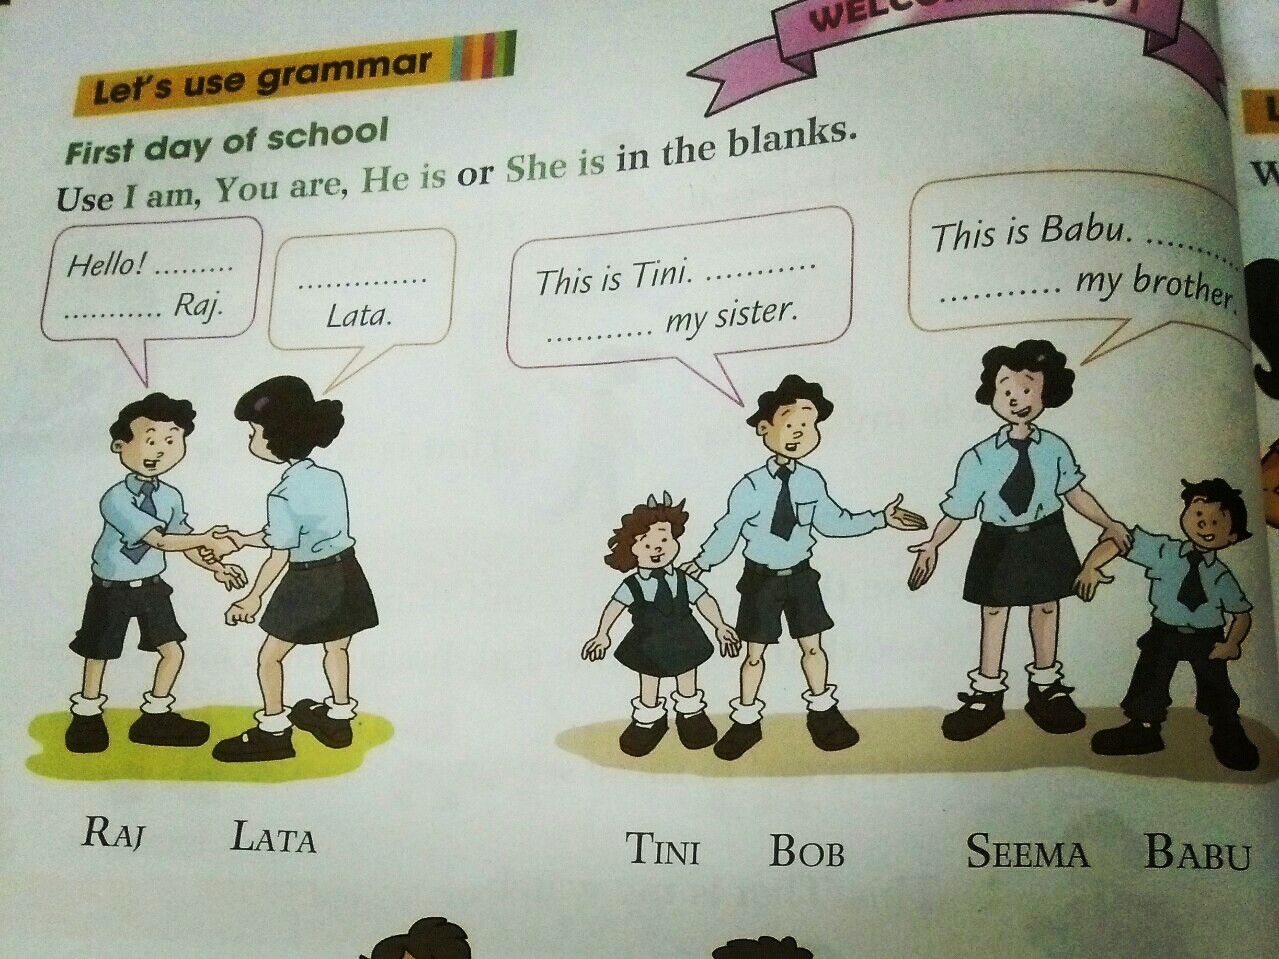 Let's use grammar
First day of school
Use I am, You are, He is or She is in the blanks.
Hello! .........
........... Raj.
..............
Lata.
This is Tini. ...........
........... my sister.
This is Babu. ..........
........... my brother.
RAJ
LATA
TINI
BOB
SEEMA
BABU